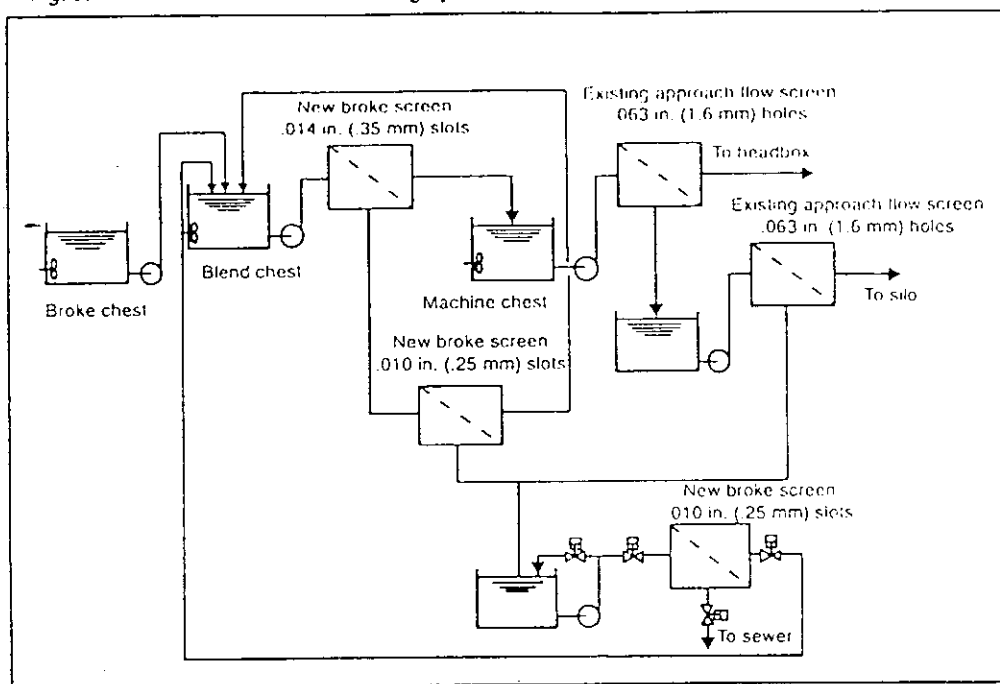 New broke screen
.014 in. (.35 mm) slots
Existing approach flow screen
.063 in. (1.6 mm) holes
To headbox
Existing approach flow screen
.063 in. (1.6 mm) holes
To silo
Broke chest
Blend chest
Machine chest
New broke screen
.010 in. (.25 mm) slots
New broke screen
010 in. (.25 mm) slots
To sewer